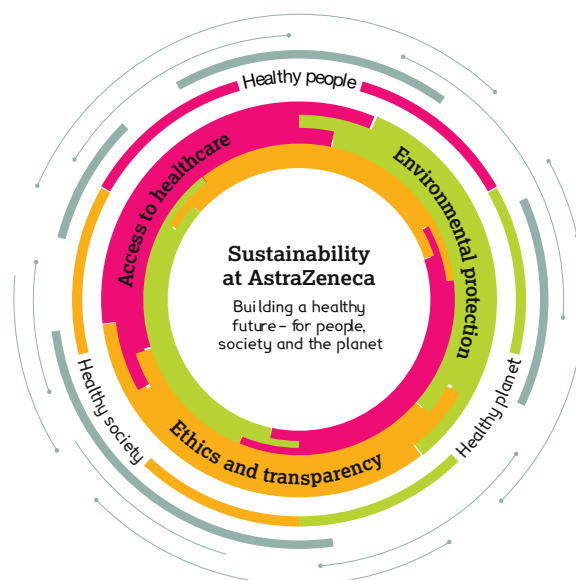 Healthy people
Access to healthcare
Environmental protection
Sustainability
at AstraZeneca
Building a healthy
future– for people,
society and the planet
Healthy society
Ethics and transparency
Healthy planet